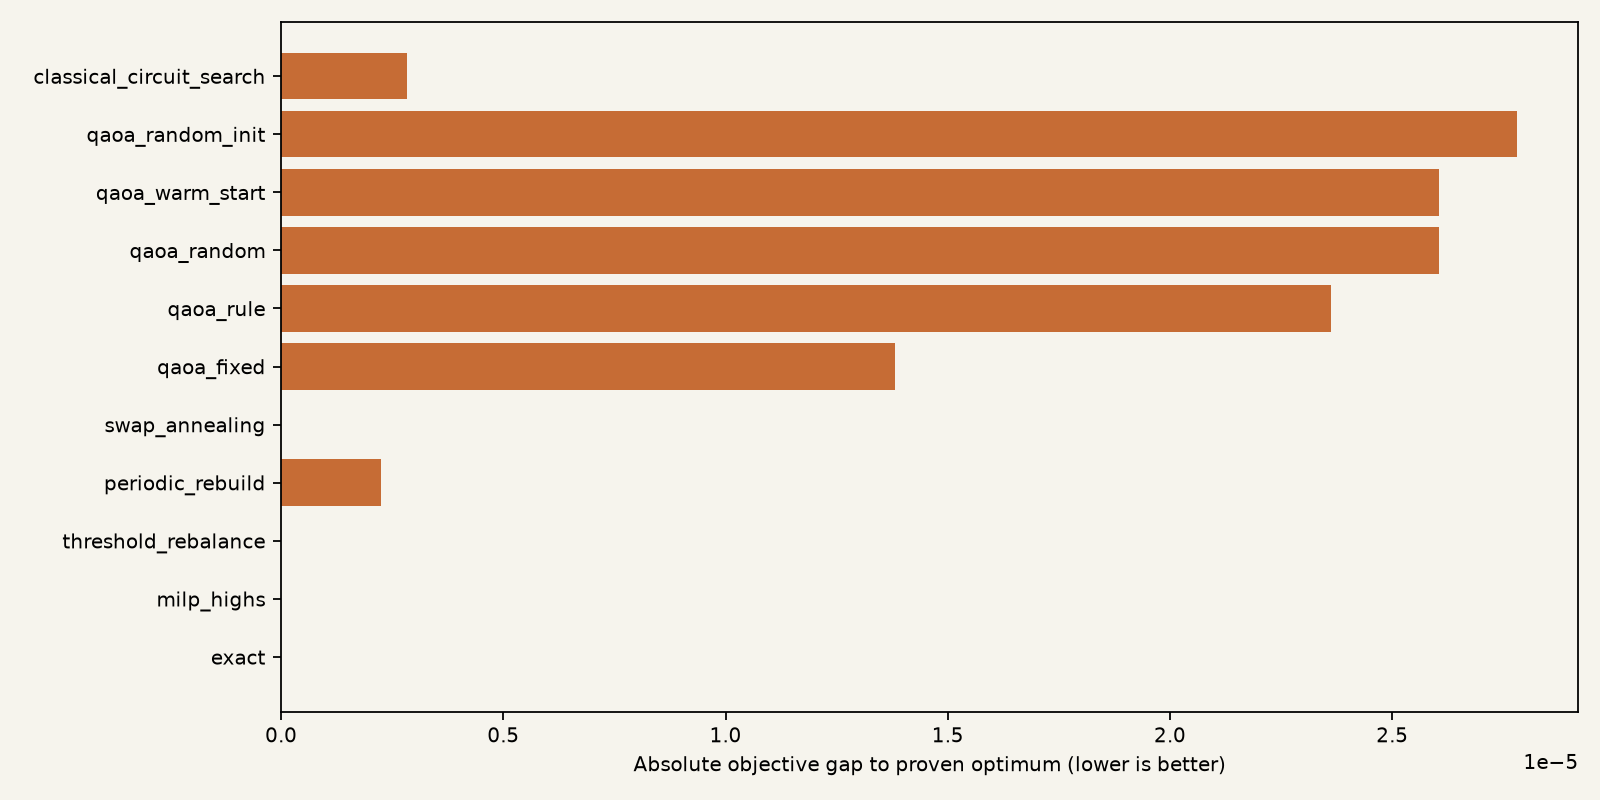 classical_circuit_search
qaoa_random_init
qaoa_warm_start
qaoa_random
qaoa_rule
qaoa_fixed
swap_annealing
periodic_rebuild
threshold_rebalance
milp_highs
exact
0.0 0.5 1.0 1.5 2.0 2.5
Absolute objective gap to proven optimum (lower is better)
1e−5